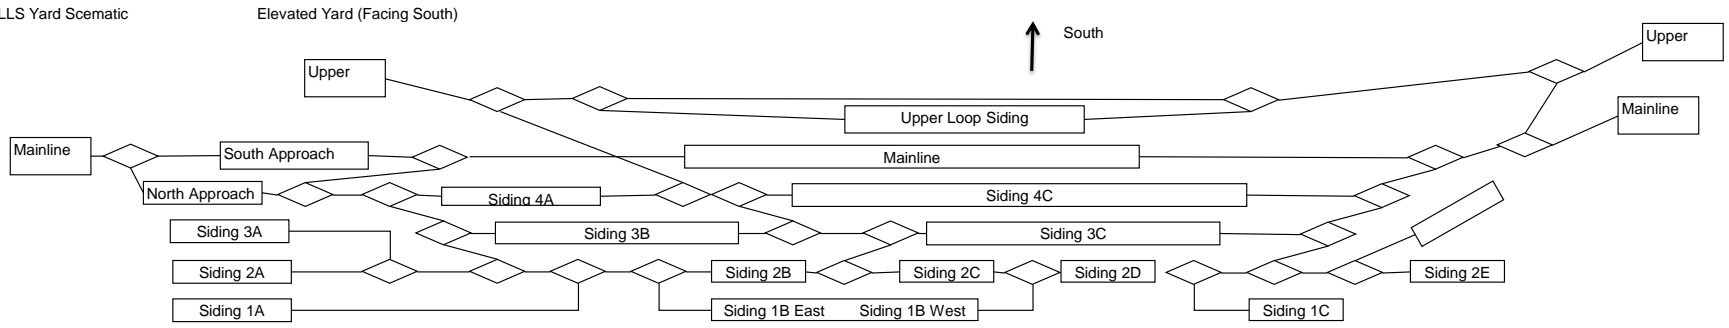 LLS Yard Scematic Elevated Yard (Facing South)
South
Upper
Upper
Upper Loop Siding
Mainline
Mainline
South Approach
Mainline
North Approach
Siding 4A
Siding 4C
Siding 3A
Siding 3B
Siding 3C
Siding 2A
Siding 2B
Siding 2C
Siding 2D
Siding 2E
Siding 1A
Siding 1B East Siding 1B West
Siding 1C